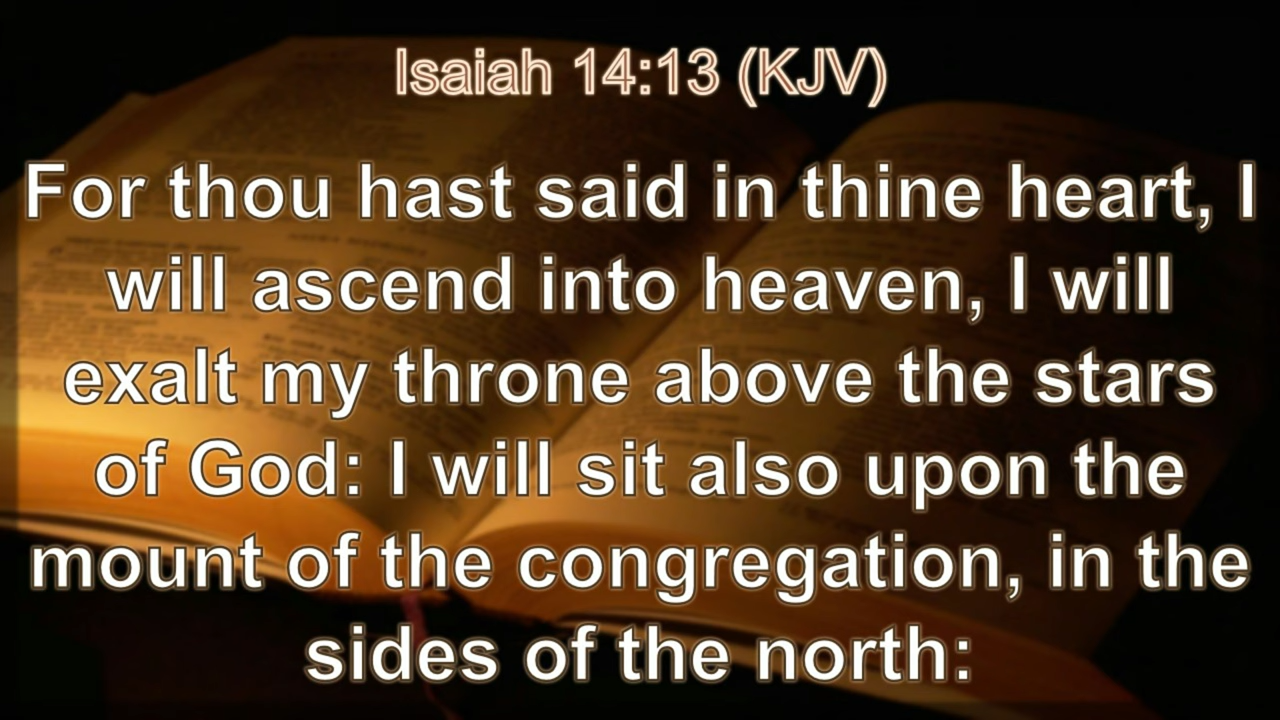 Isaiah 14:13 (KJV)
For thou hast said in thine heart, I
will ascend into heaven, I will
exalt my throne above the stars
of God: I will sit also upon the
mount of the congregation, in the
sides of the north: